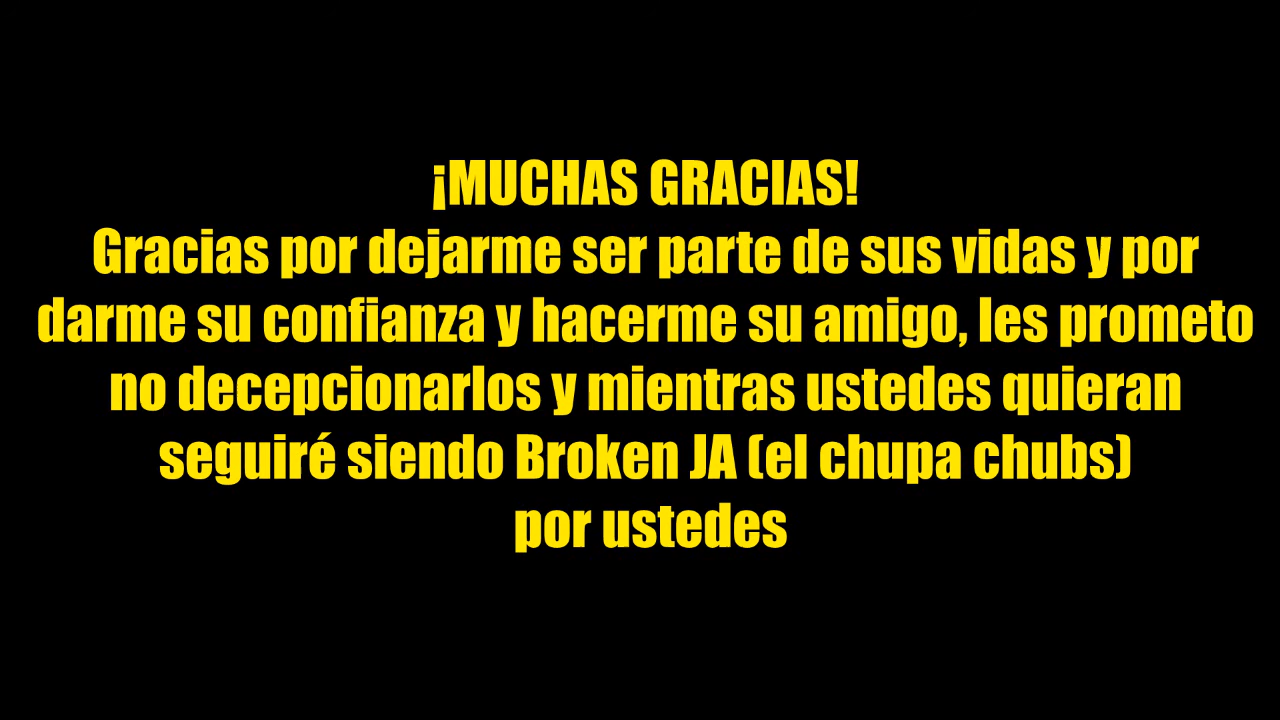 ¡MUCHAS GRACIAS!
Gracias por dejarme ser parte de sus vidas y por
darme su confianza y hacerme su amigo, les prometo
no decepcionarlos y mientras ustedes quieran
seguiré siendo Broken JA (el chupa chubs)
por ustedes